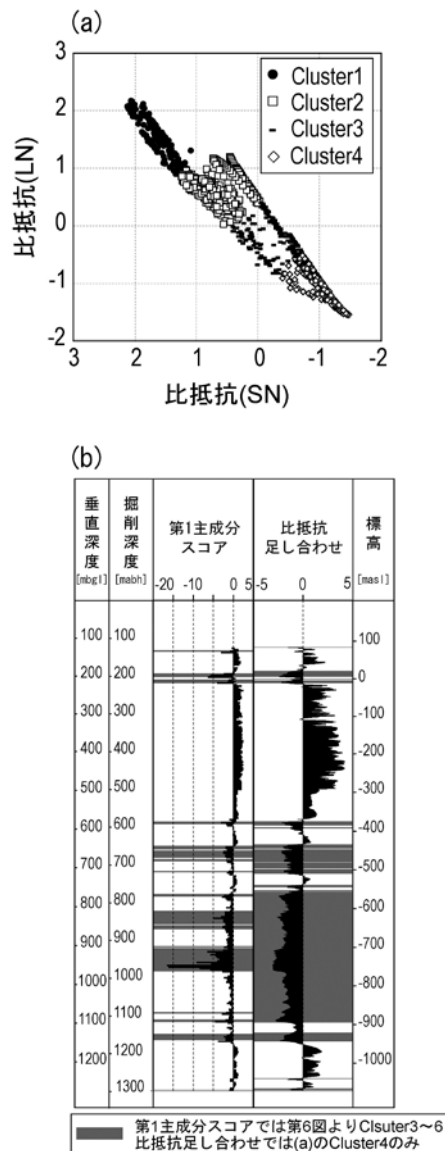 (a)
3
2
1
0
-1
-2
比抵抗(LN)
Cluster1
Cluster2
Cluster3
Cluster4
3 2 1 0 -1 -2
比抵抗(SN)
(b)
垂直深度 [mbgl]
掘削深度 [mabh]
第1主成分
スコア
-20 -10 0 5
比抵抗
足し合わせ
-5 0 5
標高 [masl]
100 100 100
200 200 0
300 300 -100
400 400 -200
500 500 -300
600 600 -400
700 700 -500
800 800 -600
900 900 -700
1000 1000 -800
1100 1100 -900
1200 1200 -1000
1300
第1主成分スコアでは第6図よりClsuter3～6
比抵抗足し合わせでは(a)のCluster4のみ